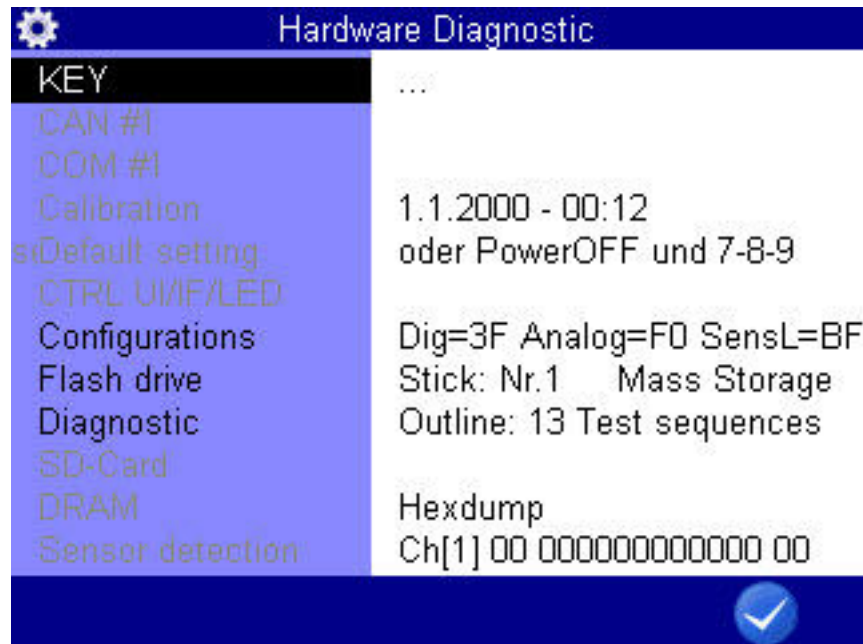 Hardware Diagnostic
KEY ...
CAN #1
COM #1
Calibration 1.1.2000 - 00:12
Default setting oder PowerOFF und 7-8-9
CTRL UI/IF/LED
Configurations Dig=3F Analog=F0 SensL=BF
Flash drive Stick: Nr.1 Mass Storage
Diagnostic Outline: 13 Test sequences
SD-Card
DRAM Hexdump
Sensor detection Ch[1] 00 000000000000 00